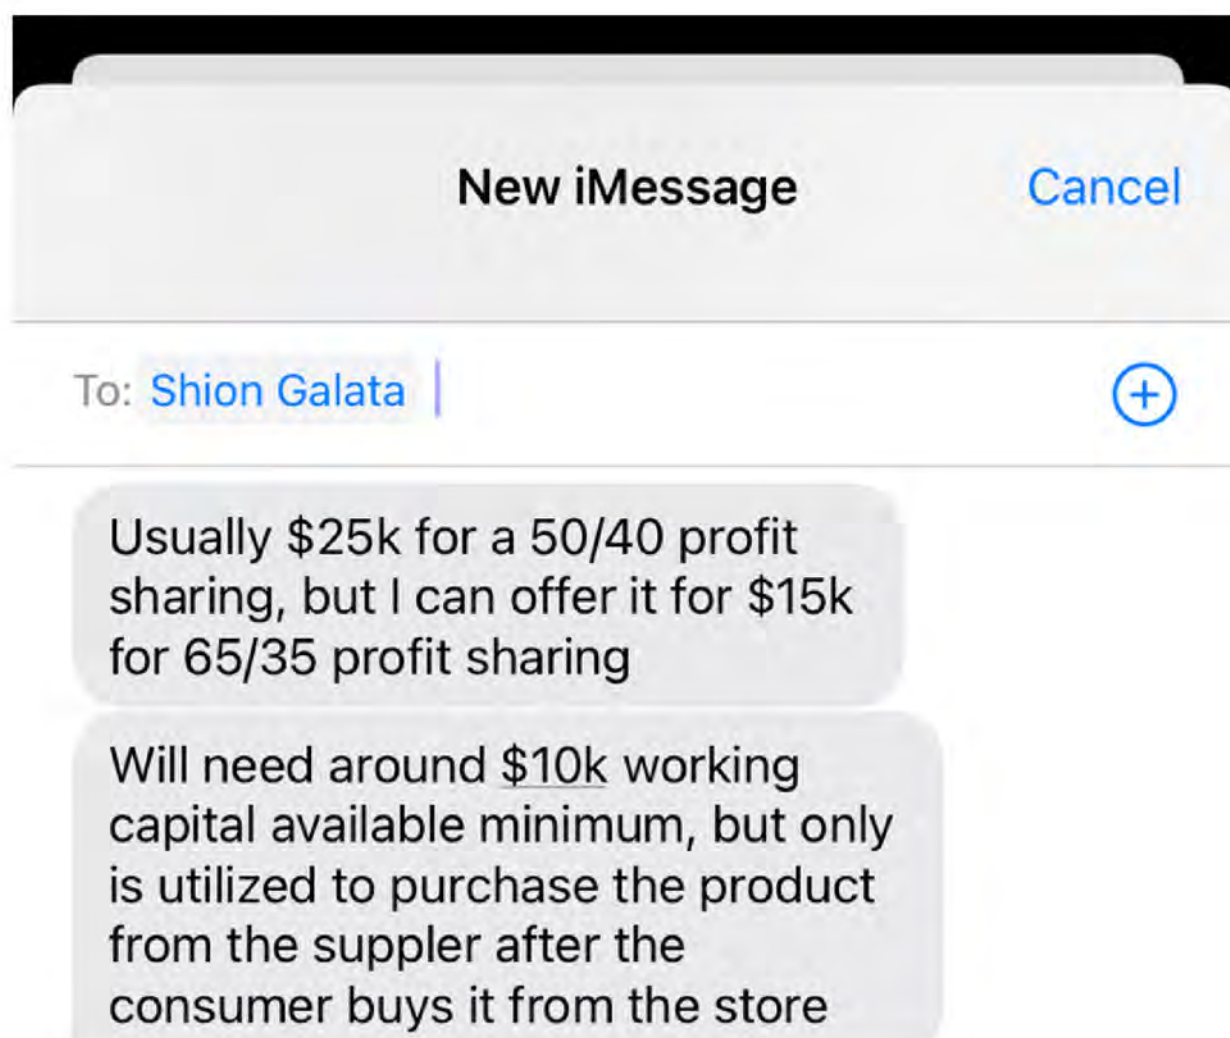 New iMessage
Cancel
To: Shion Galata
Usually $25k for a 50/40 profit
sharing, but I can offer it for $15k
for 65/35 profit sharing
Will need around $10k working
capital available minimum, but only
is utilized to purchase the product
from the suppler after the
consumer buys it from the store